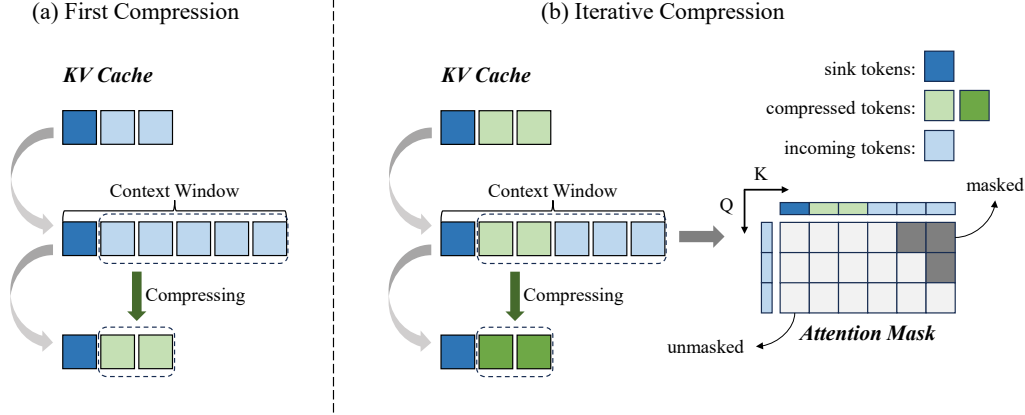 (a) First Compression
KV Cache
Context Window
Compressing
(b) Iterative Compression
KV Cache
Context Window
Compressing
sink tokens:
compressed tokens:
incoming tokens:
K
Q
masked
unmasked
Attention Mask